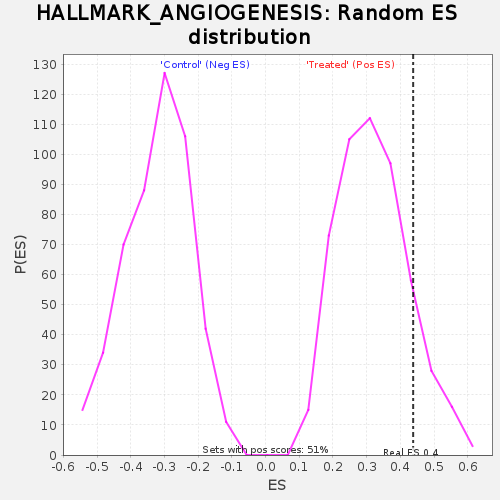 HALLMARK_ANGIOGENESIS: Random ES
distribution
'Control' (Neg ES)
'Treated' (Pos ES)
130
120
110
100
90
80
70
60
50
40
30
20
10
0
P(ES)
Sets with pos scores: 51%
Real ES 0.4
-0.6 -0.5 -0.4 -0.3 -0.2 -0.1 0.0 0.1 0.2 0.3 0.4 0.5 0.6
ES